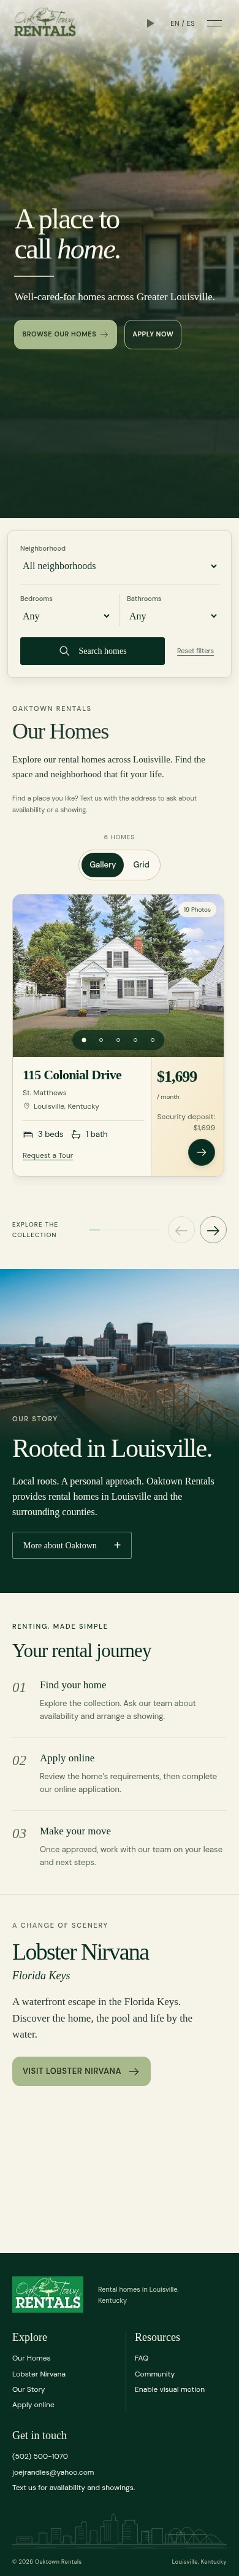 Oak Town
RENTALS
EN / ES
A place to
call home.
Well-cared-for homes across Greater Louisville.
BROWSE OUR HOMES →
APPLY NOW
Neighborhood
All neighborhoods
Bedrooms
Bathrooms
Any
Any
Search homes
Reset filters
OAKTOWN RENTALS
Our Homes
Explore our rental homes across Louisville. Find the
space and neighborhood that fit your life.
Find a place you like? Text us with the address to ask about
availability or a showing.
6 HOMES
Gallery
Grid
19 Photos
115 Colonial Drive
$1,699
/ month
St. Matthews
Louisville, Kentucky
Security deposit:
$1,699
3 beds
1 bath
Request a Tour
EXPLORE THE
COLLECTION
OUR STORY
Rooted in Louisville.
Local roots. A personal approach. Oaktown Rentals
provides rental homes in Louisville and the
surrounding counties.
More about Oaktown +
RENTING, MADE SIMPLE
Your rental journey
01
Find your home
Explore the collection. Ask our team about
availability and arrange a showing.
02
Apply online
Review the home's requirements, then complete
our online application.
03
Make your move
Once approved, work with our team on your lease
and next steps.
A CHANGE OF SCENERY
Lobster Nirvana
Florida Keys
A waterfront escape in the Florida Keys.
Discover the home, the pool and life by the
water.
VISIT LOBSTER NIRVANA →
Oak Town
RENTALS
Rental homes in Louisville,
Kentucky
Explore
Our Homes
Lobster Nirvana
Our Story
Apply online
Resources
FAQ
Community
Enable visual motion
Get in touch
(502) 500-1070
joejrandles@yahoo.com
Text us for availability and showings.
© 2026 Oaktown Rentals
Louisville, Kentucky